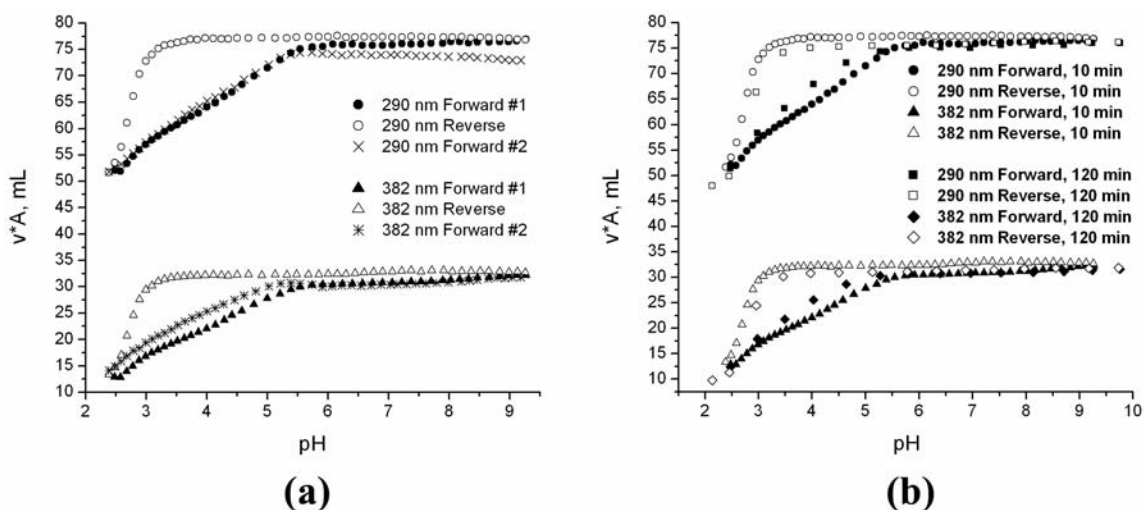 80
75
70
65
60
55
50
45
40
35
30
25
20
15
10
v*A, mL
290 nm Forward #1
290 nm Reverse
290 nm Forward #2
382 nm Forward #1
382 nm Reverse
382 nm Forward #2
2 3 4 5 6 7 8 9
pH
(a)
80
75
70
65
60
55
50
45
40
35
30
25
20
15
10
v*A, mL
290 nm Forward, 10 min
290 nm Reverse, 10 min
382 nm Forward, 10 min
382 nm Reverse, 10 min
290 nm Forward, 120 min
290 nm Reverse, 120 min
382 nm Forward, 120 min
382 nm Reverse, 120 min
2 3 4 5 6 7 8 9 10
pH
(b)